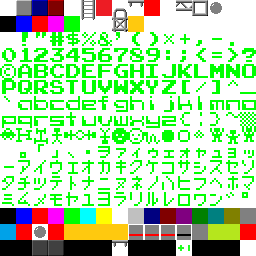 ! " # $ % & ' ( ) × + , - .
0123456789:;<=>?
©ABCDEFGHIJKLMNO
PQRSTUVWXYZ[/]^_
`abcdefghijklmno
pqrstuvwxyz
。「」、・ヲァィゥェォャュョッ
ーアイウエオカキクケコサシスセソ
タチツテトナニヌネノハヒフヘホマ
ミムメモヤユヨラリルレロワン゛゜